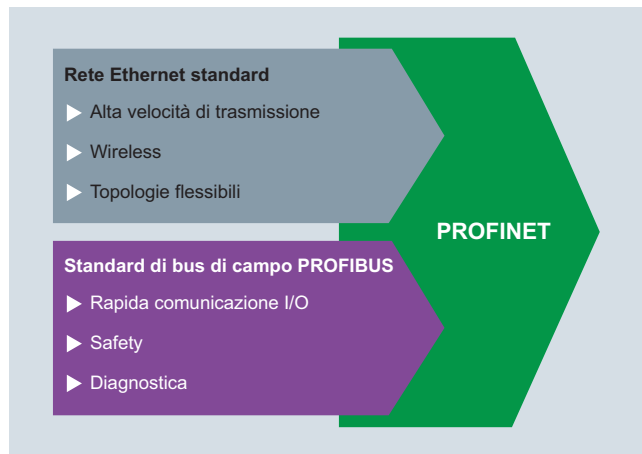 Rete Ethernet standard
Alta velocità di trasmissione
Wireless
Topologie flessibili
PROFINET
Standard di bus di campo PROFIBUS
Rapida comunicazione I/O
Safety
Diagnostica